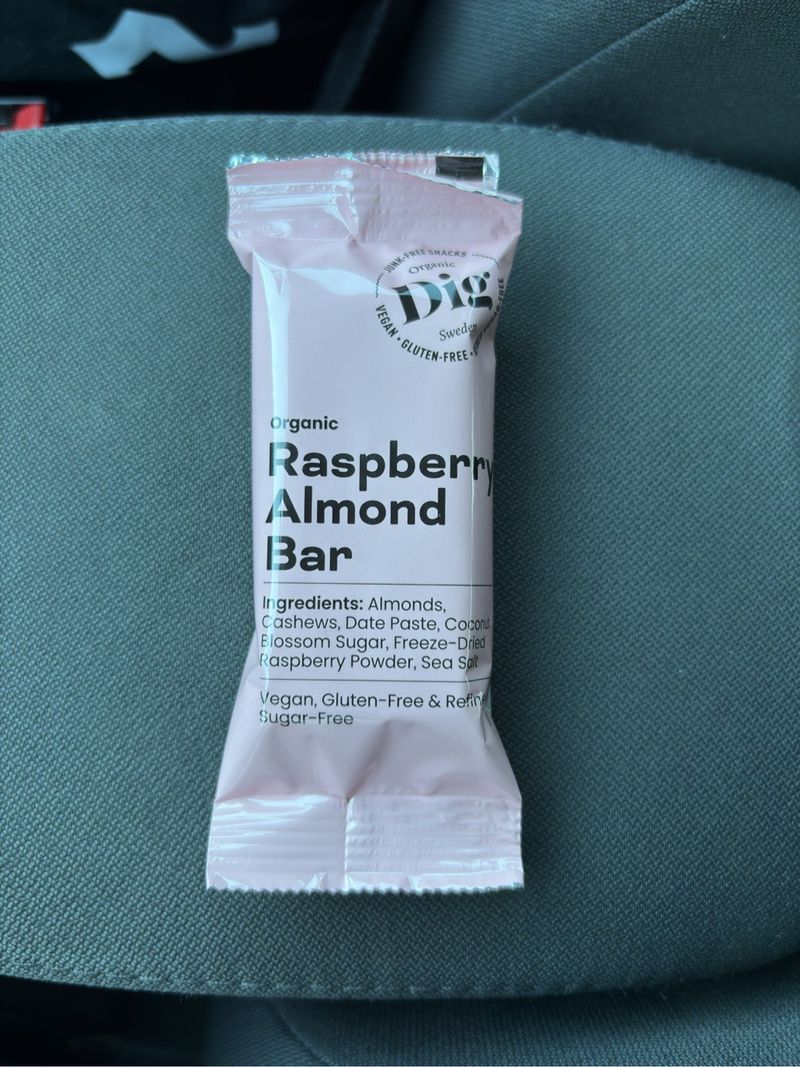 JUNK-FREE SNACKS
Organic
Dig
Sweden
VEGAN • GLUTEN-FREE •
Organic
Raspberry
Almond
Bar
Ingredients: Almonds,
Cashews, Date Paste, Coconut
Blossom Sugar, Freeze-Dried
Raspberry Powder, Sea Salt
Vegan, Gluten-Free & Refin
Sugar-Free